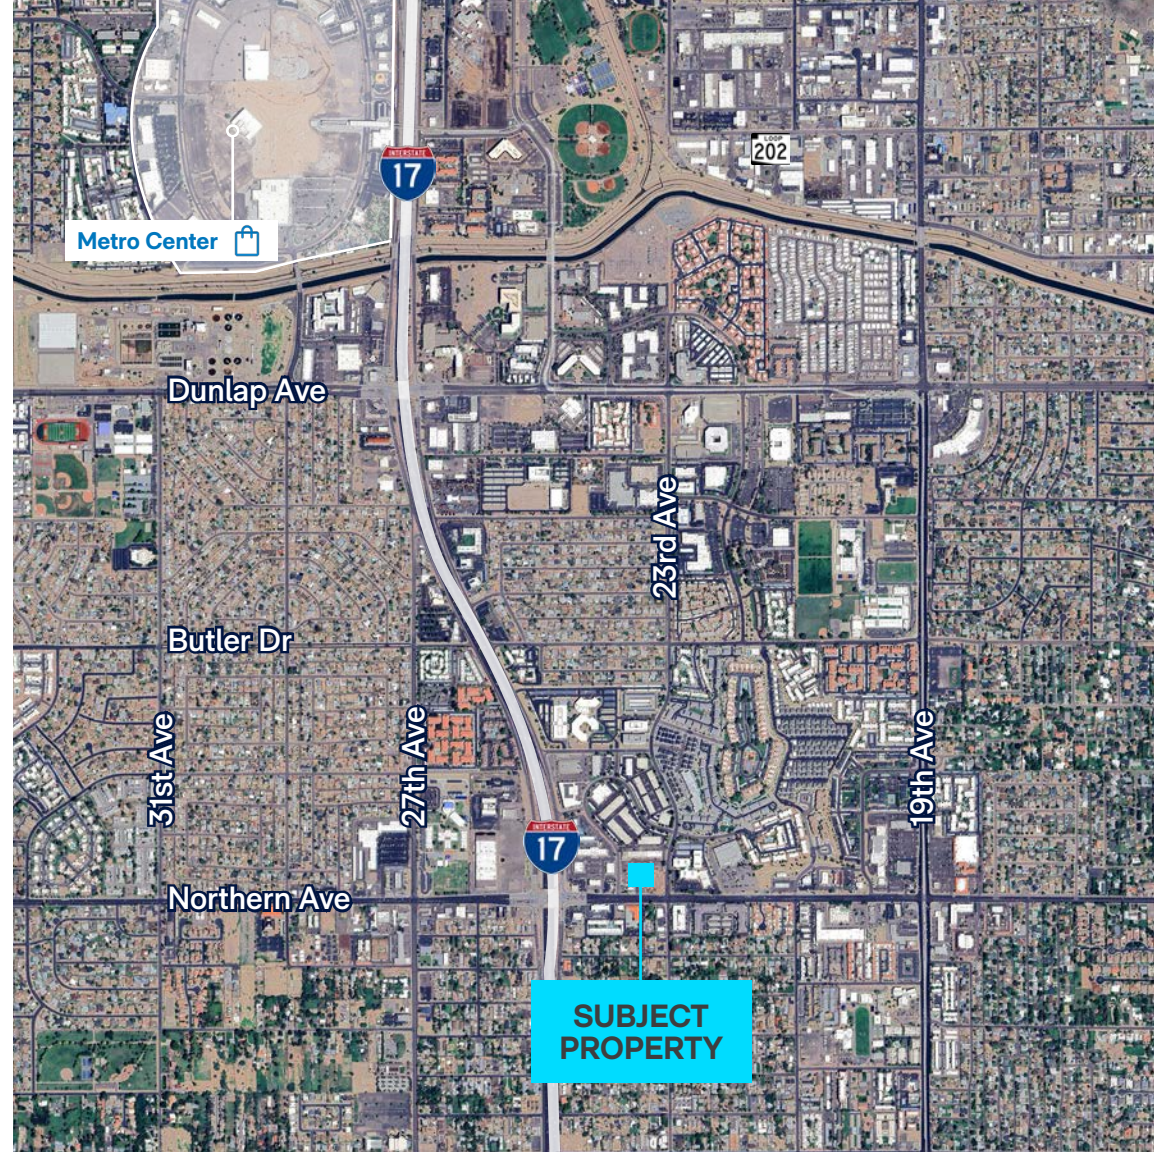 LOOP
202
INTERSTATE
17
Metro Center
Dunlap Ave
23rd Ave
Butler Dr
31st Ave
27th Ave
19th Ave
INTERSTATE
17
Northern Ave
SUBJECT
PROPERTY